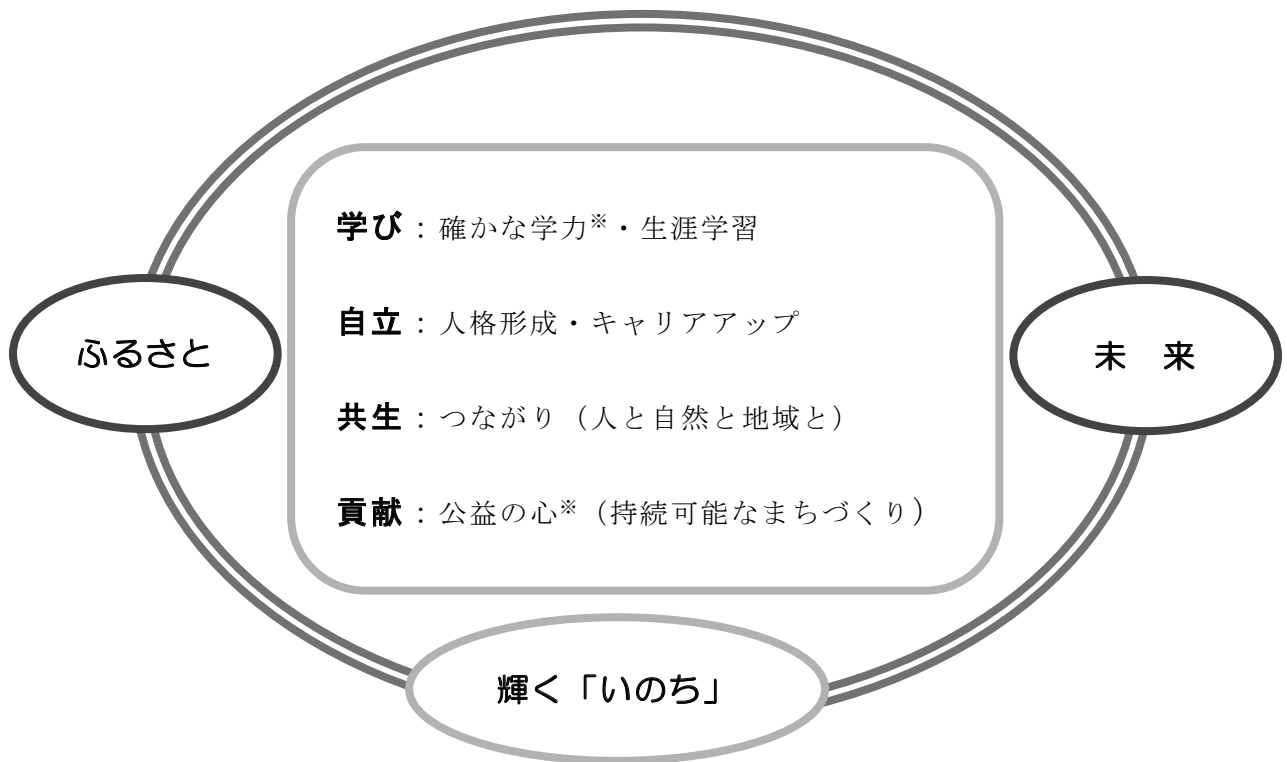 学び：確かな学力※・生涯学習
自立：人格形成・キャリアアップ
ふるさと
未　来
共生：つながり（人と自然と地域と）
貢献：公益の心※（持続可能なまちづくり）
輝く「いのち」